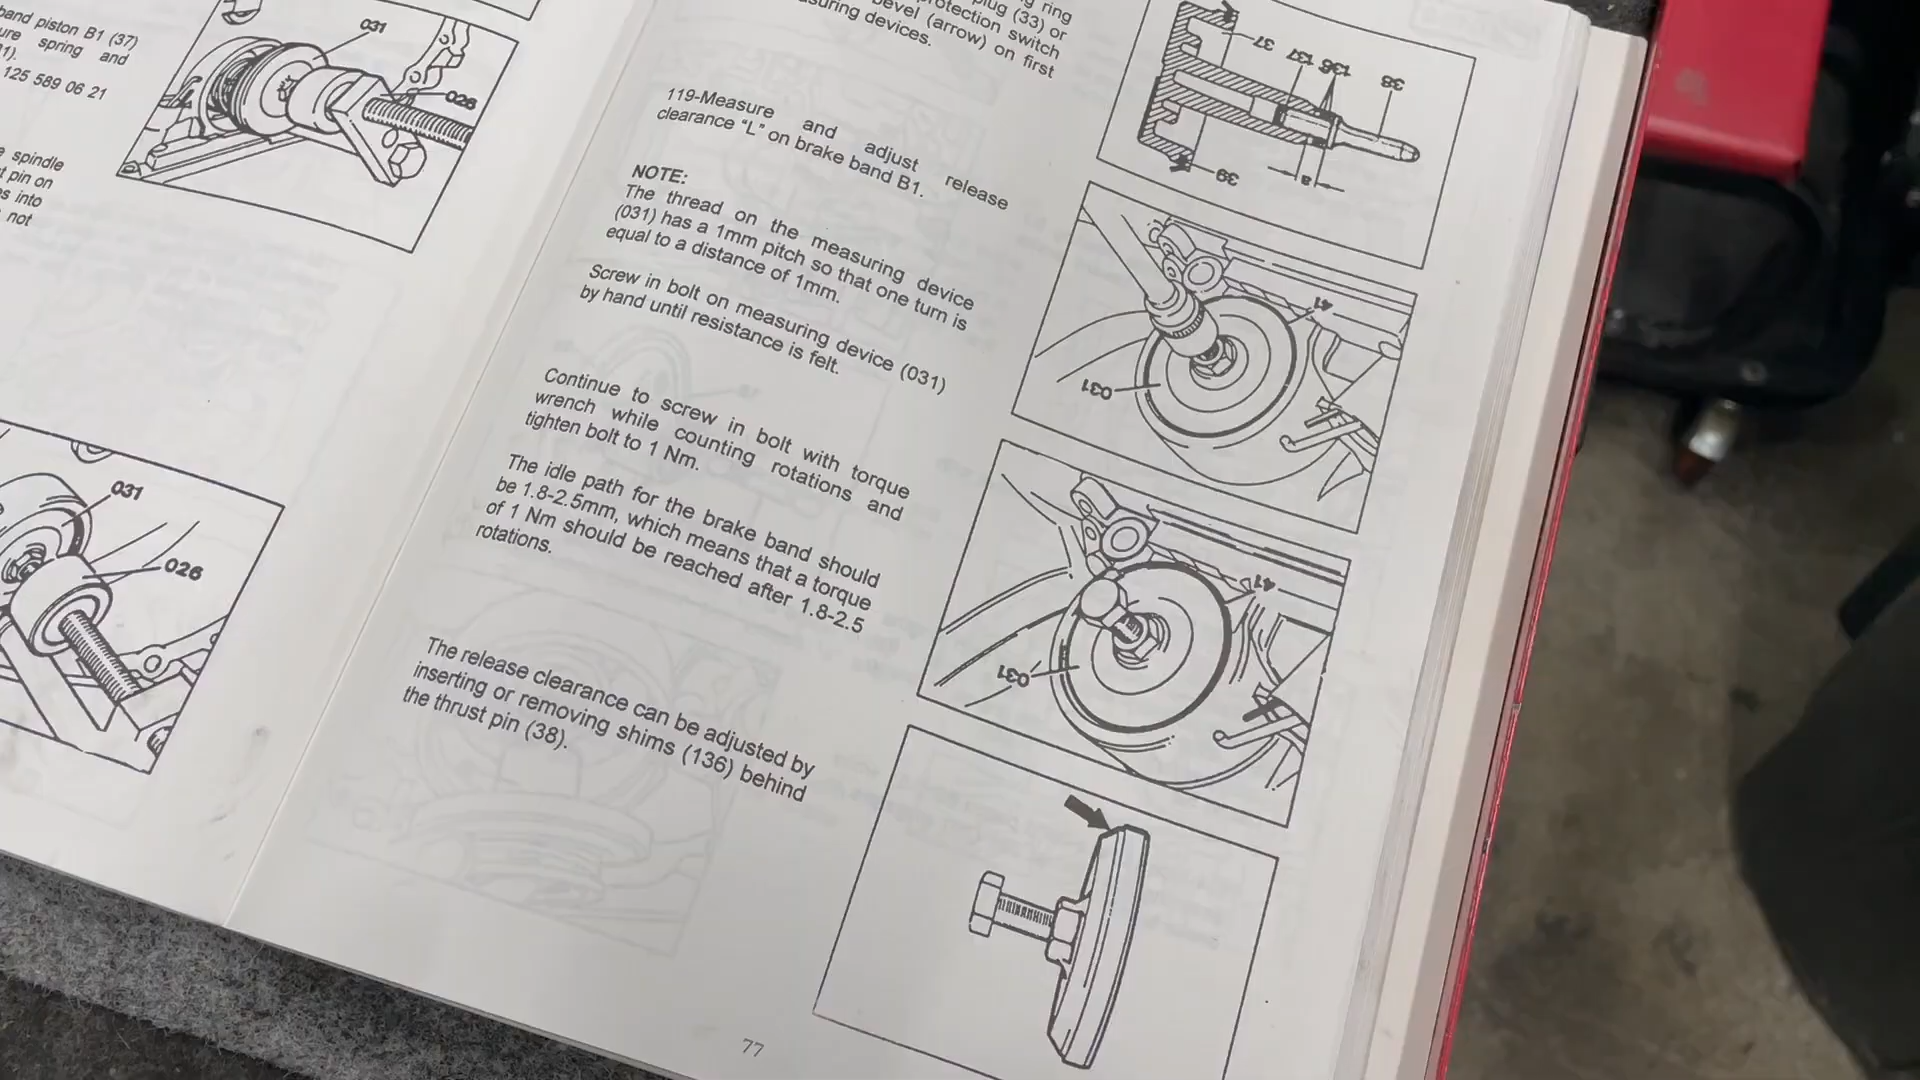 band piston B1 (37)
spring and
125 589 06 21
spindle
pin on
into
not
031
026
031
026
ring
plug (33) or
protection switch
bevel (arrow) on first
devices.
119-Measure and adjust release
clearance "L" on brake band B1.
NOTE:
The thread on the measuring device
(031) has a 1mm pitch so that one turn is
equal to a distance of 1mm.
Screw in bolt on measuring device (031)
by hand until resistance is felt.
Continue to screw in bolt with torque
wrench while counting rotations and
tighten bolt to 1 Nm.
The idle path for the brake band should
be 1.8-2.5mm, which means that a torque
of 1 Nm should be reached after 1.8-2.5
rotations.
The release clearance can be adjusted by
inserting or removing shims (136) behind
the thrust pin (38).
37
137
136
38
39
a
41
031
41
031
77